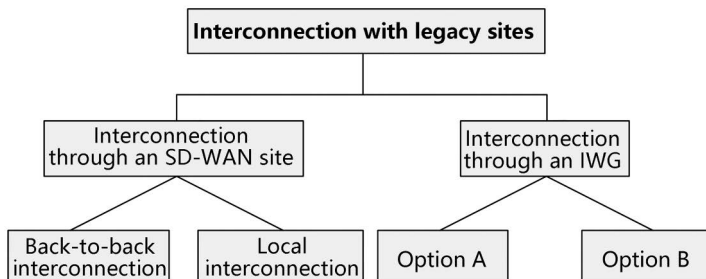 Interconnection with legacy sites
Interconnection
through an SD-WAN site
Interconnection
through an IWG
Back-to-back
interconnection
Local
interconnection
Option A
Option B